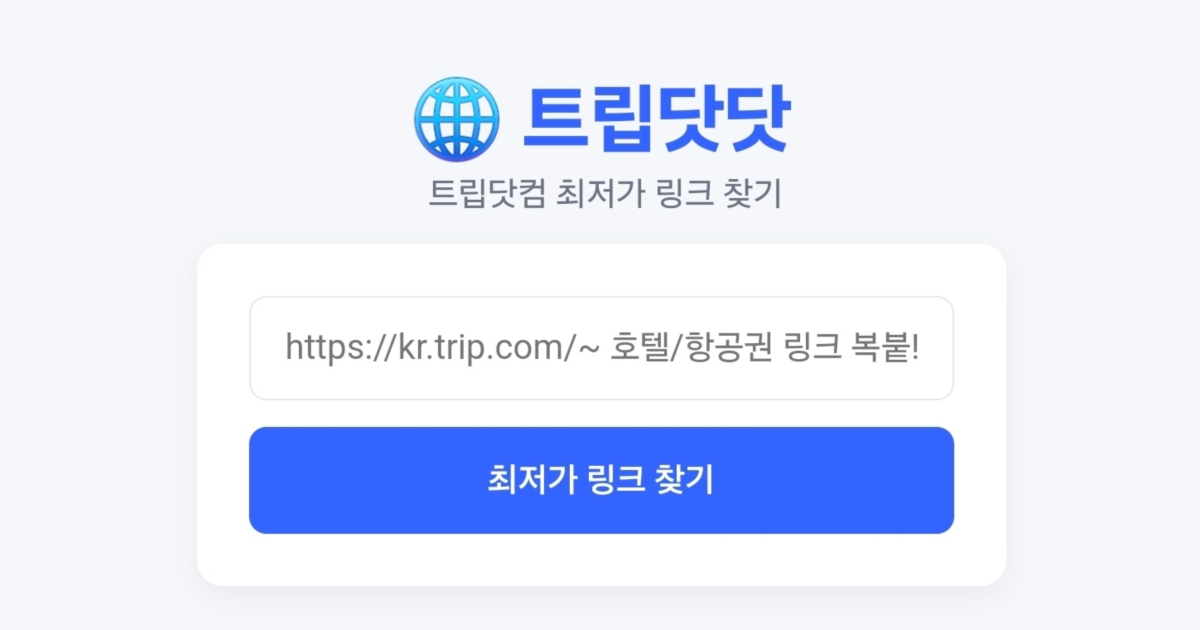 트립닷닷
트립닷컴 최저가 링크 찾기
https://kr.trip.com/~ 호텔/항공권 링크 복붙!
최저가 링크 찾기